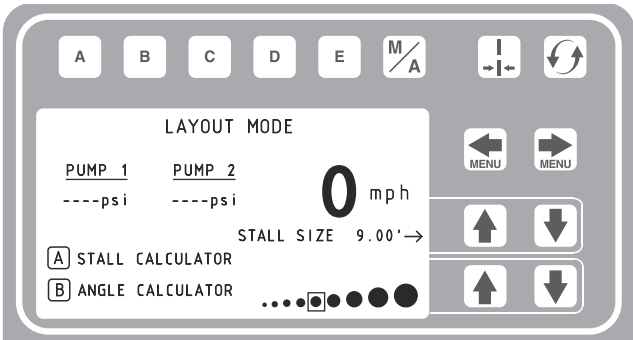 A B C D E M/A
LAYOUT MODE
MENU MENU
PUMP 1 PUMP 2
----psi ----psi 0 mph
STALL SIZE 9.00'→
A STALL CALCULATOR
B ANGLE CALCULATOR